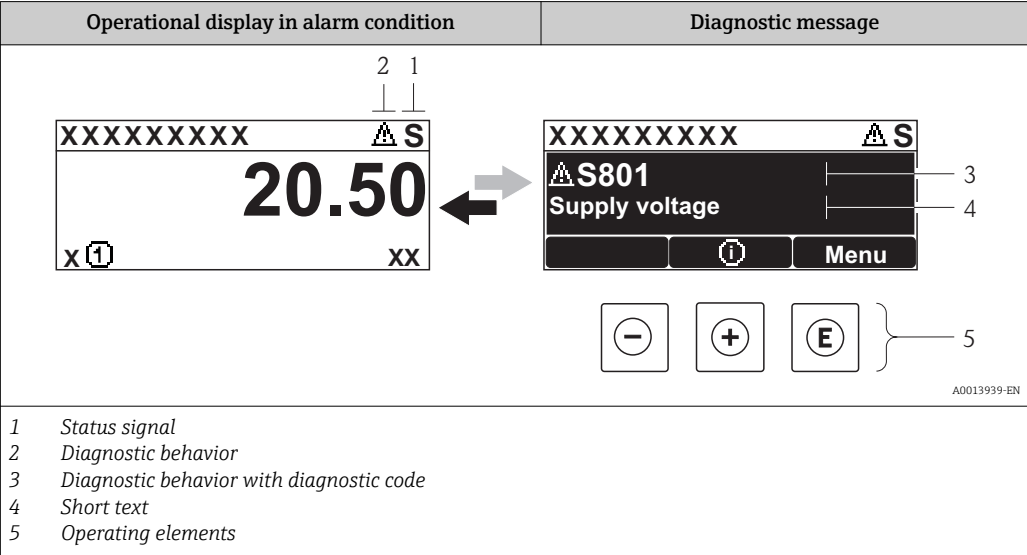 Operational display in alarm condition
Diagnostic message
2 1
XXXXXXXXX ⚠ S
20.50
x ① xx
XXXXXXXXX ⚠ S
⚠S801
Supply voltage
ⓘ Menu
3
4
− + E
5
A0013939-EN
1 Status signal
2 Diagnostic behavior
3 Diagnostic behavior with diagnostic code
4 Short text
5 Operating elements